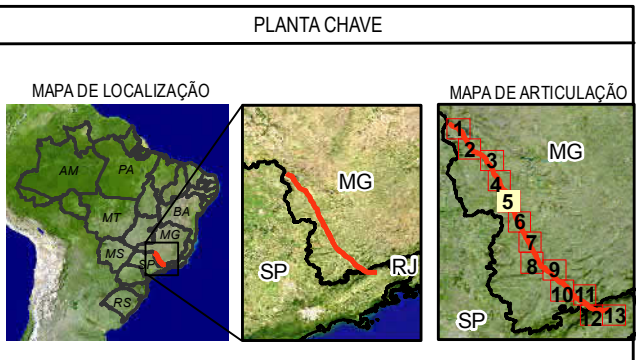 PLANTA CHAVE
MAPA DE LOCALIZAÇÃO
AM
PA
MT
BA
MG
MS
SP
RS
MG
SP
RJ
MAPA DE ARTICULAÇÃO
1
2
3
MG
4
5
6
7
8
9
10
11
SP
12
13